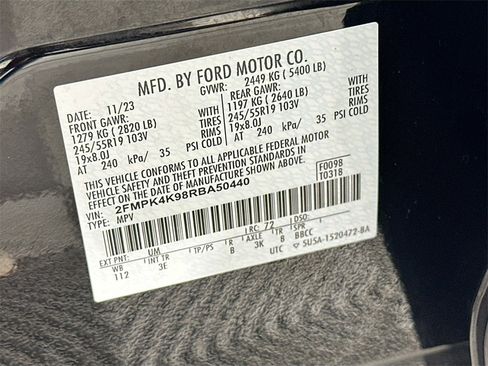 MFD. BY FORD MOTOR CO.
DATE: 11/23 GVWR: 2449 KG ( 5400 LB)
FRONT GAWR: REAR GAWR:
1279 KG ( 2820 LB) WITH 1197 KG ( 2640 LB) WITH
245/55R19 103V TIRES 245/55R19 103V TIRES
19x8.0J RIMS 19x8.0J RIMS
AT 240 kPa/ 35 PSI COLD AT 240 kPa/ 35 PSI COLD
THIS VEHICLE CONFORMS TO ALL APPLICABLE FEDERAL MOTOR
VEHICLE SAFETY AND THEFT PREVENTION STANDARDS IN
EFFECT ON THE DATE OF MANUFACTURE SHOWN ABOVE.
VIN: 2FMPK4K98RBA50440 F0098
TYPE: MPV T0318
EXT PNT: UM RC: 72 DSO:
WB INT TR TP/PS R AXLE TR SPR
112 3E B B 3K B BBCC
UTC ▽ 5U5A-1520472-BA